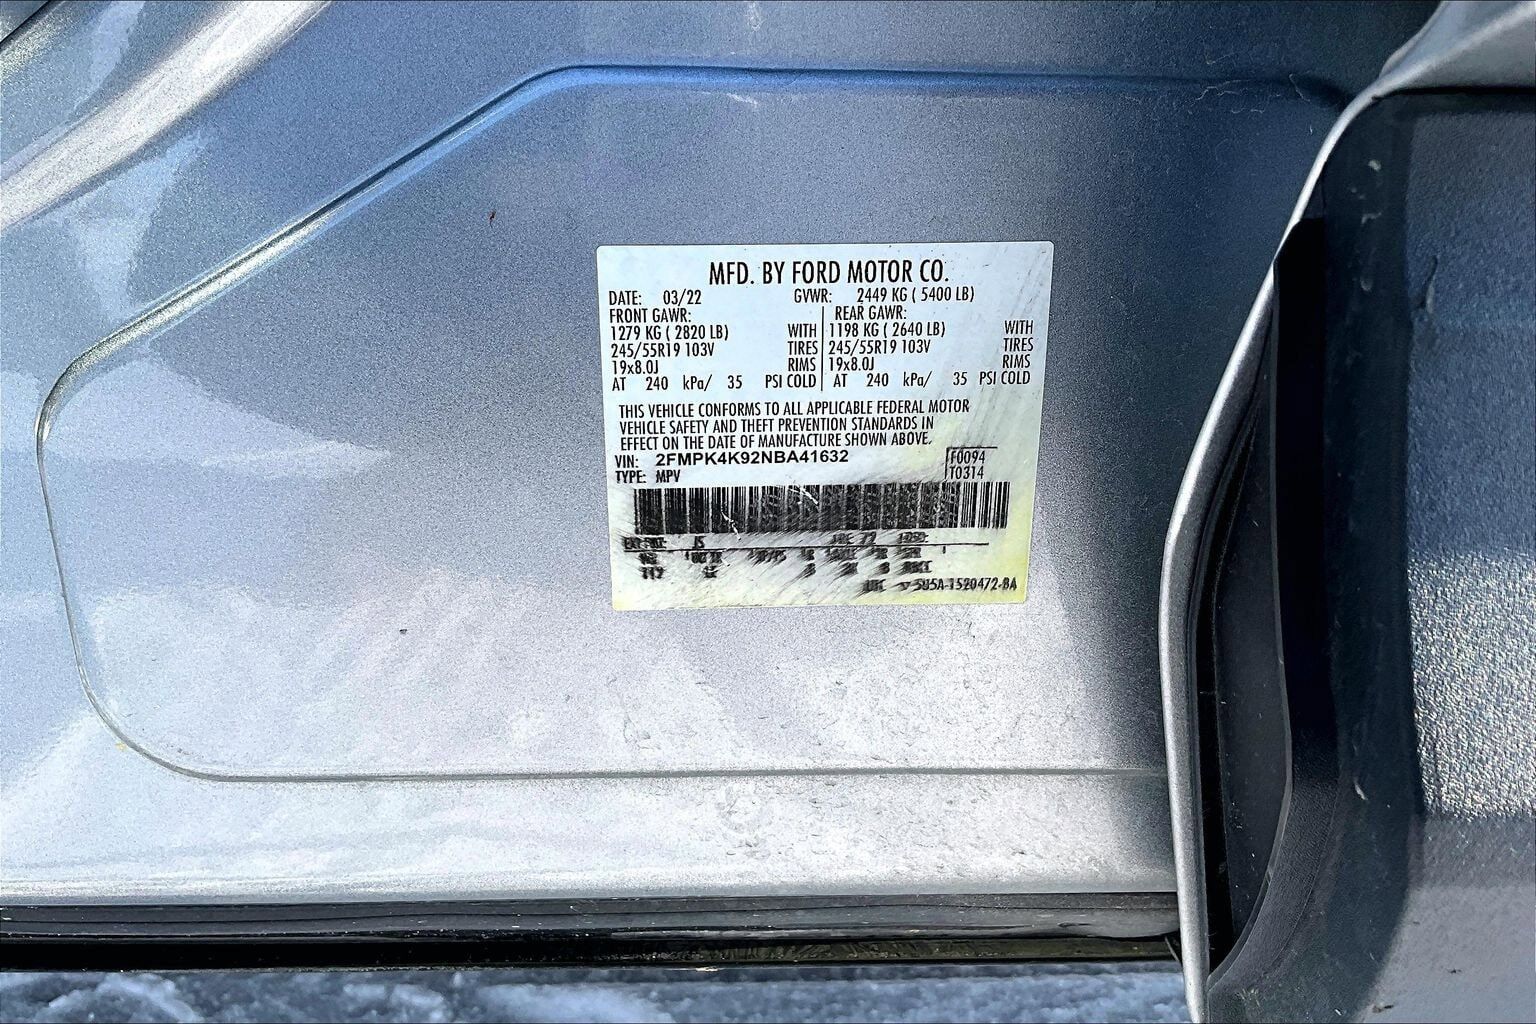 MFD. BY FORD MOTOR CO.
DATE: 03/22 GVWR: 2449 KG ( 5400 LB)
FRONT GAWR: REAR GAWR:
1279 KG ( 2820 LB) WITH 1198 KG ( 2640 LB) WITH
245/55R19 103V TIRES 245/55R19 103V TIRES
19x8.0J RIMS 19x8.0J RIMS
AT 240 kPa/ 35 PSI COLD AT 240 kPa/ 35 PSI COLD
THIS VEHICLE CONFORMS TO ALL APPLICABLE FEDERAL MOTOR
VEHICLE SAFETY AND THEFT PREVENTION STANDARDS IN
EFFECT ON THE DATE OF MANUFACTURE SHOWN ABOVE.
VIN: 2FMPK4K92NBA41632 F0094
TYPE: MPV T0314
5U5A-1520472-BA